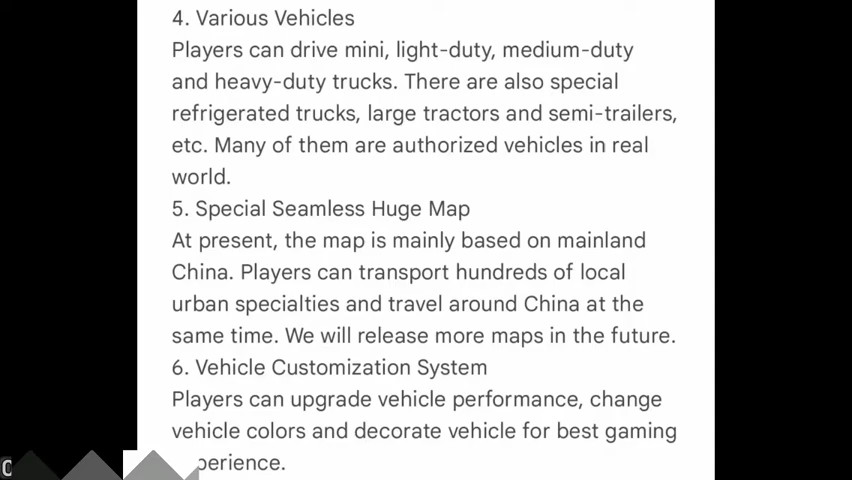 4. Various Vehicles
Players can drive mini, light-duty, medium-duty
and heavy-duty trucks. There are also special
refrigerated trucks, large tractors and semi-trailers,
etc. Many of them are authorized vehicles in real
world.
5. Special Seamless Huge Map
At present, the map is mainly based on mainland
China. Players can transport hundreds of local
urban specialties and travel around China at the
same time. We will release more maps in the future.
6. Vehicle Customization System
Players can upgrade vehicle performance, change
vehicle colors and decorate vehicle for best gaming
perience.